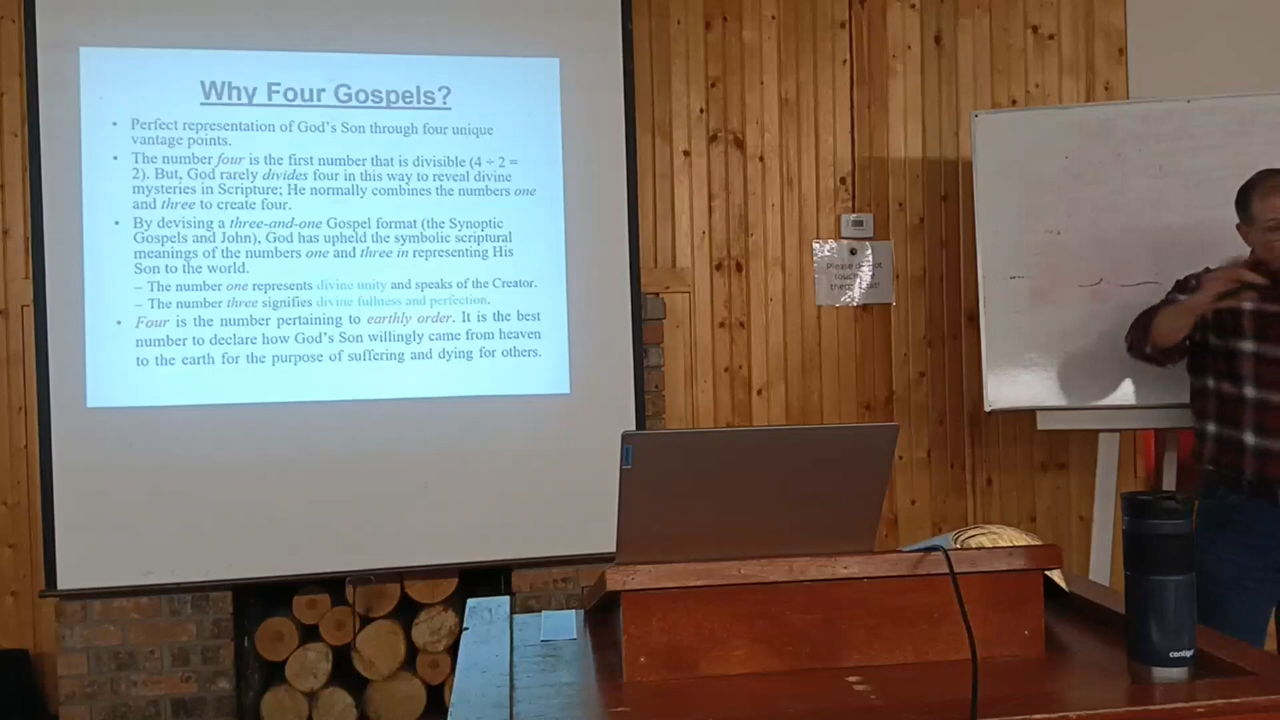 Why Four Gospels?
• Perfect representation of God's Son through four unique
vantage points.
• The number four is the first number that is divisible (4 ÷ 2 =
2). But, God rarely divides four in this way to reveal divine
mysteries in Scripture; He normally combines the numbers one
and three to create four.
• By devising a three-and-one Gospel format (the Synoptic
Gospels and John), God has upheld the symbolic scriptural
meanings of the numbers one and three in representing His
Son to the world.
– The number one represents divine unity and speaks of the Creator.
– The number three signifies divine fullness and perfection.
• Four is the number pertaining to earthly order. It is the best
number to declare how God's Son willingly came from heaven
to the earth for the purpose of suffering and dying for others.
Please do not
touch
contigo